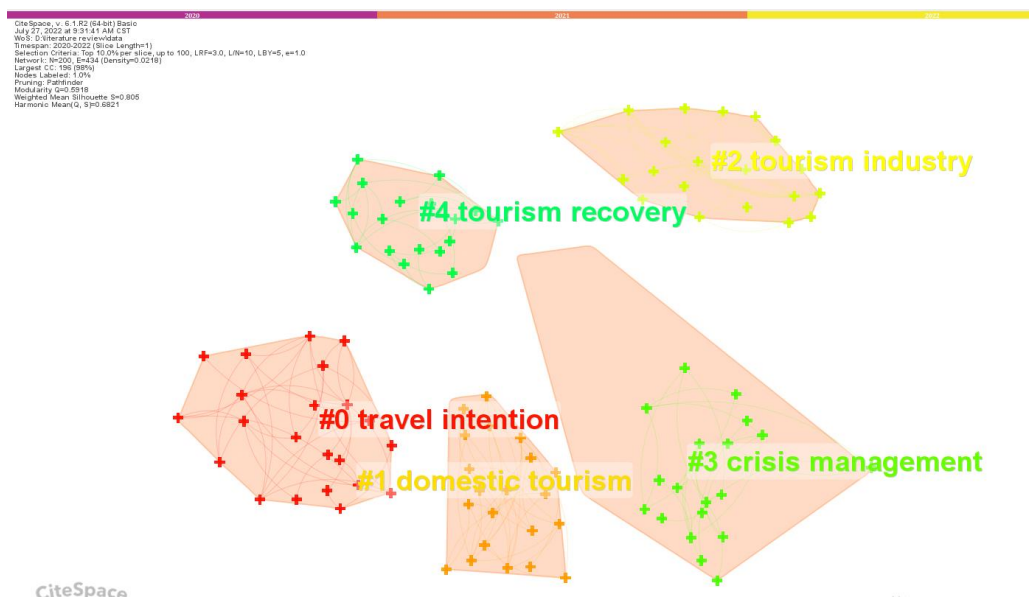 2020 2021 2022
CiteSpace, v. 6.1.R2 (64-bit) Basic
July 27, 2022 at 9:31:41 AM CST
WoS: D:\literature review\data
Timespan: 2020-2022 (Slice Length=1)
Selection Criteria: Top 10.0% per slice, up to 100, LRF=3.0, L/N=10, LBY=5, e=1.0
Network: N=200, E=434 (Density=0.0218)
Largest CC: 196 (98%)
Nodes Labeled: 1.0%
Pruning: Pathfinder
Modularity Q=0.5918
Weighted Mean Silhouette S=0.805
Harmonic Mean(Q, S)=0.6821
#2 tourism industry
#4 tourism recovery
#0 travel intention
#3 crisis management
#1 domestic tourism
CiteSpace